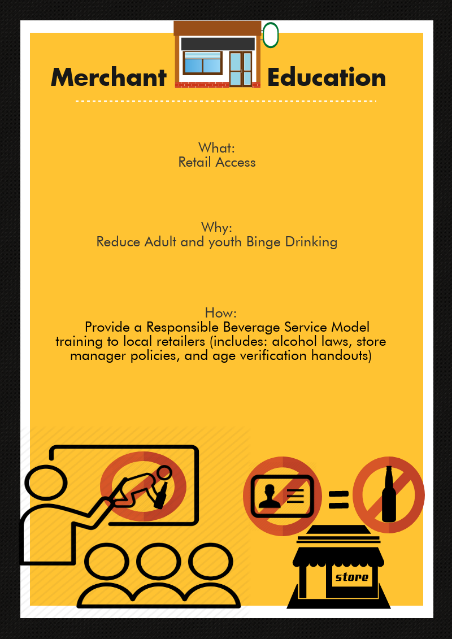 Merchant Education
What:
Retail Access
Why:
Reduce Adult and youth Binge Drinking
How:
Provide a Responsible Beverage Service Model
training to local retailers (includes: alcohol laws, store
manager policies, and age verification handouts)
store